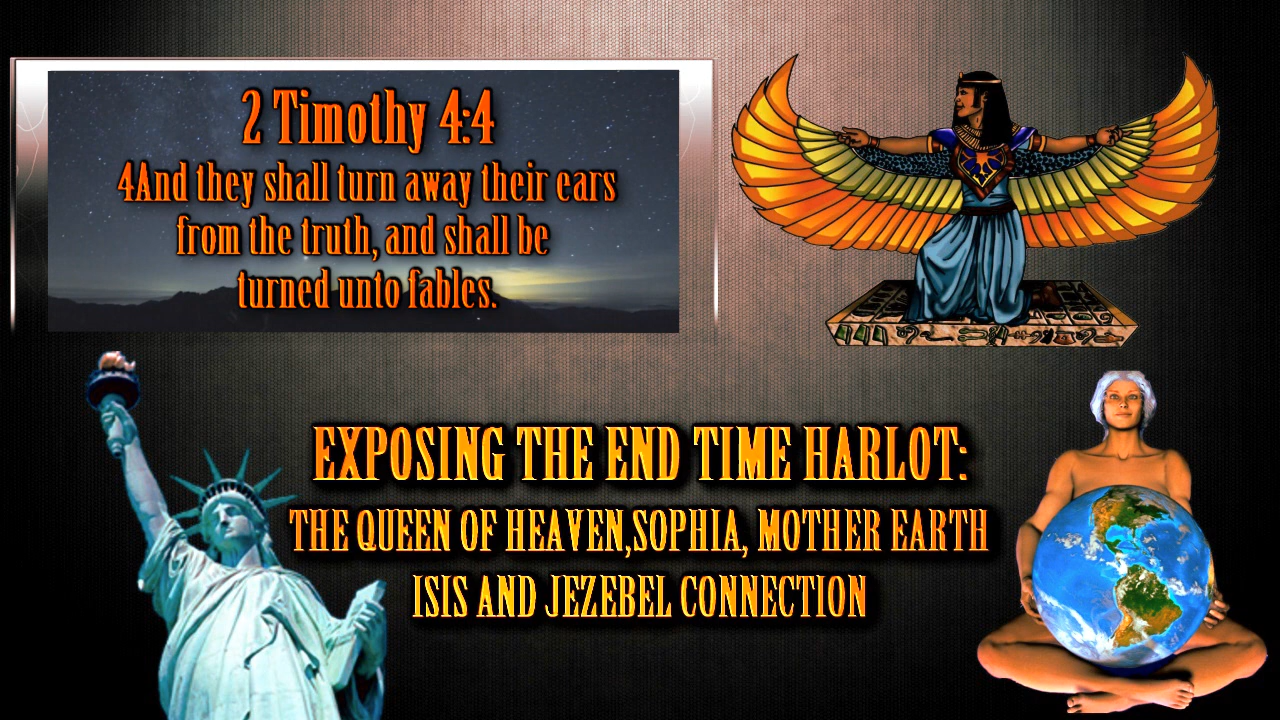 2 Timothy 4:4
4And they shall turn away their ears
from the truth, and shall be
turned unto fables.
EXPOSING THE END TIME HARLOT:
THE QUEEN OF HEAVEN,SOPHIA, MOTHER EARTH
ISIS AND JEZEBEL CONNECTION